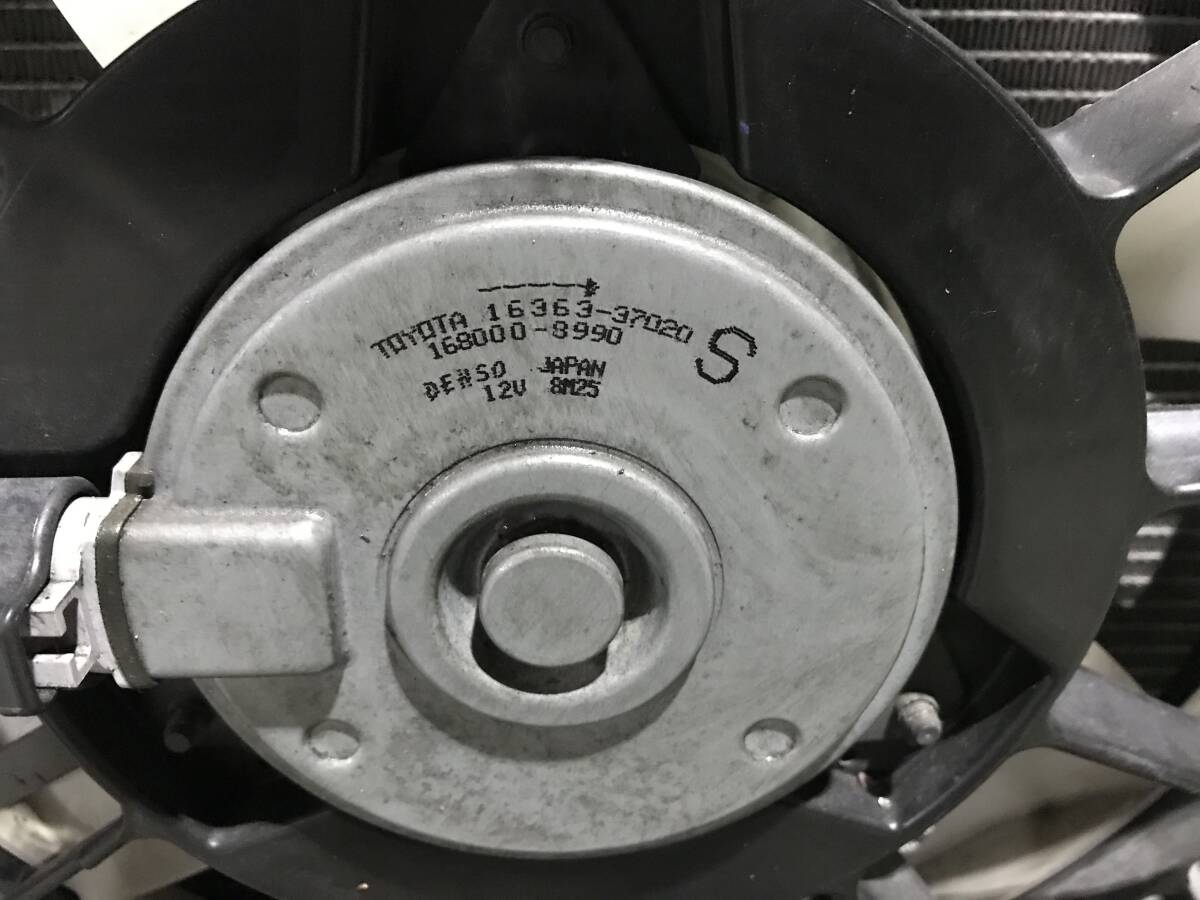 TOYOTA 16363-37020
168000-8990
S
DENSO JAPAN
12V 8M25